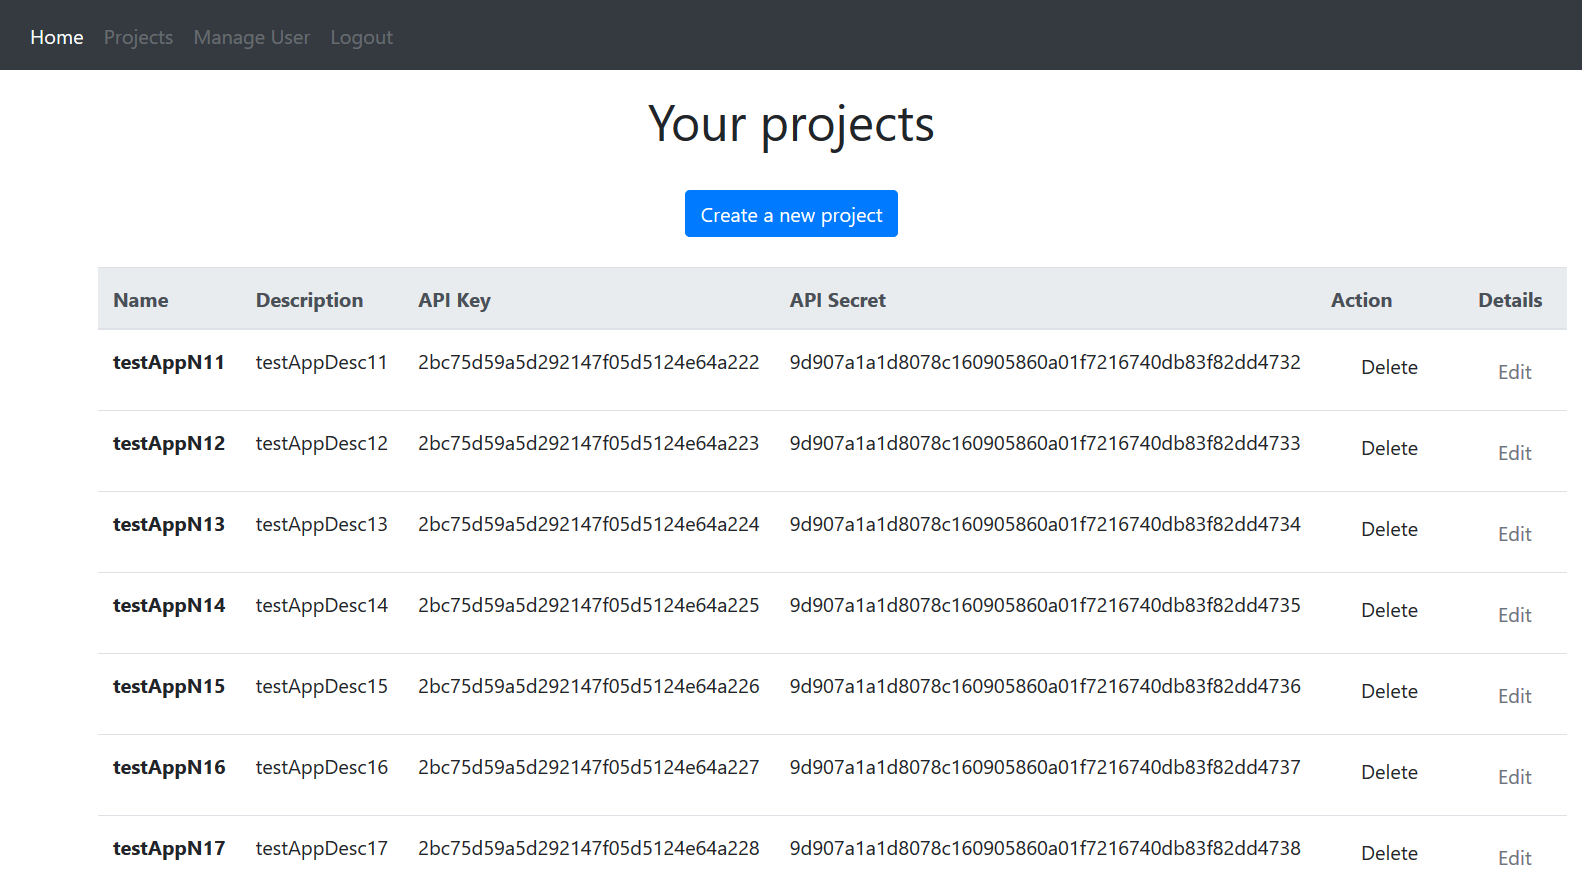 Home Projects Manage User Logout
Your projects
Create a new project
Name Description API Key API Secret Action Details
testAppN11 testAppDesc11 2bc75d59a5d292147f05d5124e64a222 9d907a1a1d8078c160905860a01f7216740db83f82dd4732 Delete Edit
testAppN12 testAppDesc12 2bc75d59a5d292147f05d5124e64a223 9d907a1a1d8078c160905860a01f7216740db83f82dd4733 Delete Edit
testAppN13 testAppDesc13 2bc75d59a5d292147f05d5124e64a224 9d907a1a1d8078c160905860a01f7216740db83f82dd4734 Delete Edit
testAppN14 testAppDesc14 2bc75d59a5d292147f05d5124e64a225 9d907a1a1d8078c160905860a01f7216740db83f82dd4735 Delete Edit
testAppN15 testAppDesc15 2bc75d59a5d292147f05d5124e64a226 9d907a1a1d8078c160905860a01f7216740db83f82dd4736 Delete Edit
testAppN16 testAppDesc16 2bc75d59a5d292147f05d5124e64a227 9d907a1a1d8078c160905860a01f7216740db83f82dd4737 Delete Edit
testAppN17 testAppDesc17 2bc75d59a5d292147f05d5124e64a228 9d907a1a1d8078c160905860a01f7216740db83f82dd4738 Delete Edit